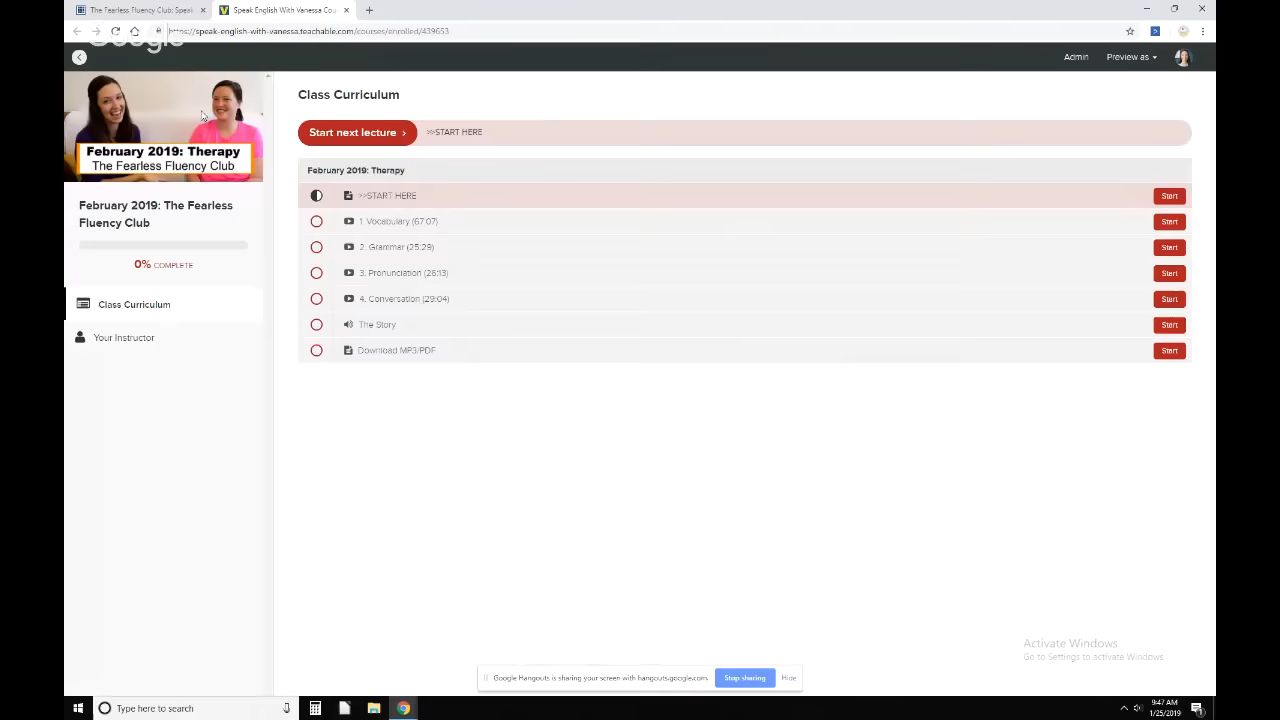 The Fearless Fluency Club: Speak
Speak English With Vanessa Cou
https://speak-english-with-vanessa.teachable.com/courses/enrolled/439653
Google
Admin
Preview as
February 2019: Therapy
The Fearless Fluency Club
February 2019: The Fearless
Fluency Club
0% COMPLETE
Class Curriculum
Your Instructor
Class Curriculum
Start next lecture › >>START HERE
February 2019: Therapy
>>START HERE Start
1. Vocabulary (67:07) Start
2. Grammar (25:29) Start
3. Pronunciation (26:13) Start
4. Conversation (29:04) Start
The Story Start
Download MP3/PDF Start
Activate Windows
Go to Settings to activate Windows.
Google Hangouts is sharing your screen with hangouts.google.com. Stop sharing Hide
Type here to search
9:47 AM
1/25/2019